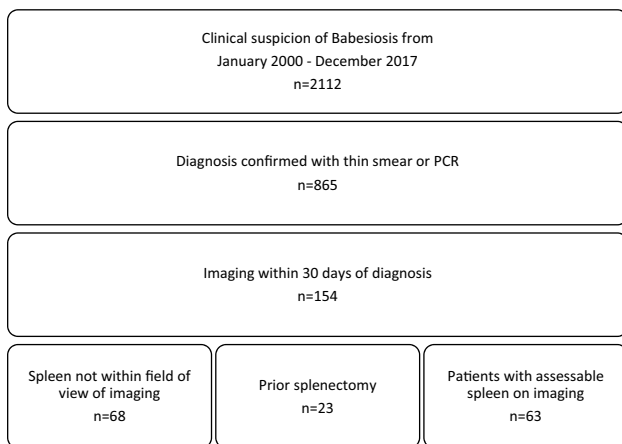 Clinical suspicion of Babesiosis from
January 2000 - December 2017
n=2112
Diagnosis confirmed with thin smear or PCR
n=865
Imaging within 30 days of diagnosis
n=154
Spleen not within field of
view of imaging
n=68
Prior splenectomy
n=23
Patients with assessable
spleen on imaging
n=63